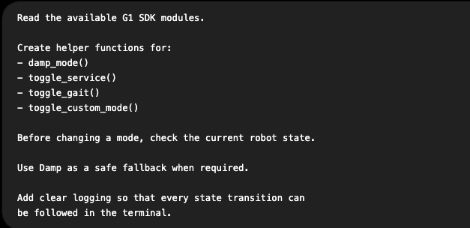 Read the available G1 SDK modules.
Create helper functions for:
– damp_mode()
– toggle_service()
– toggle_gait()
– toggle_custom_mode()
Before changing a mode, check the current robot state.
Use Damp as a safe fallback when required.
Add clear logging so that every state transition can
be followed in the terminal.